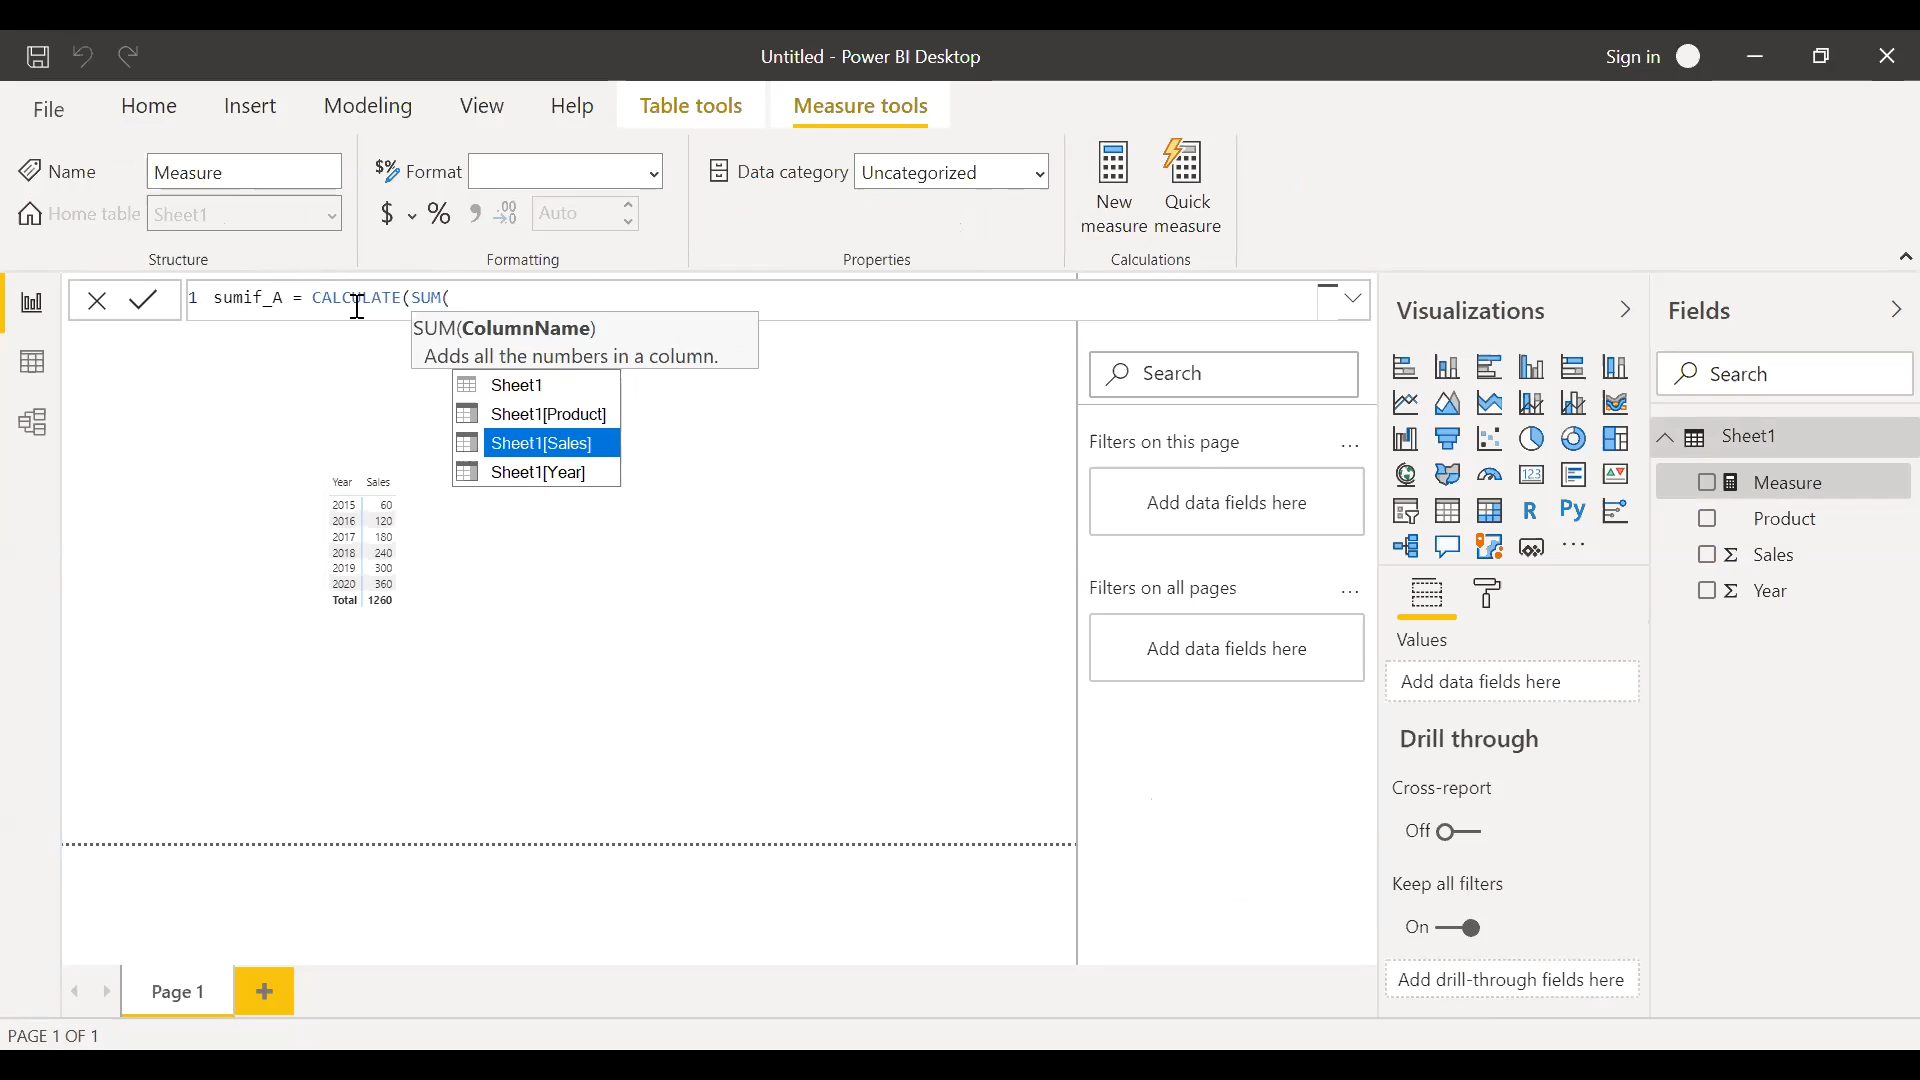 Untitled - Power BI Desktop
Sign in
File Home Insert Modeling View Help Table tools Measure tools
Name Measure
Home table Sheet1
Structure
$% Format
$ % .00 Auto
Formatting
Data category Uncategorized
Properties
New measure
Quick measure
Calculations
1 sumif_A = CALCULATE(SUM(
SUM(ColumnName)
Adds all the numbers in a column.
Sheet1
Sheet1[Product]
Sheet1[Sales]
Sheet1[Year]
Year Sales
2015 60
2016 120
2017 180
2018 240
2019 300
2020 360
Total 1260
Search
Filters on this page ...
Add data fields here
Filters on all pages ...
Add data fields here
Visualizations
123
R Py
...
Values
Add data fields here
Drill through
Cross-report
Off
Keep all filters
On
Add drill-through fields here
Fields
Search
Sheet1
Measure
Product
Σ Sales
Σ Year
Page 1
PAGE 1 OF 1